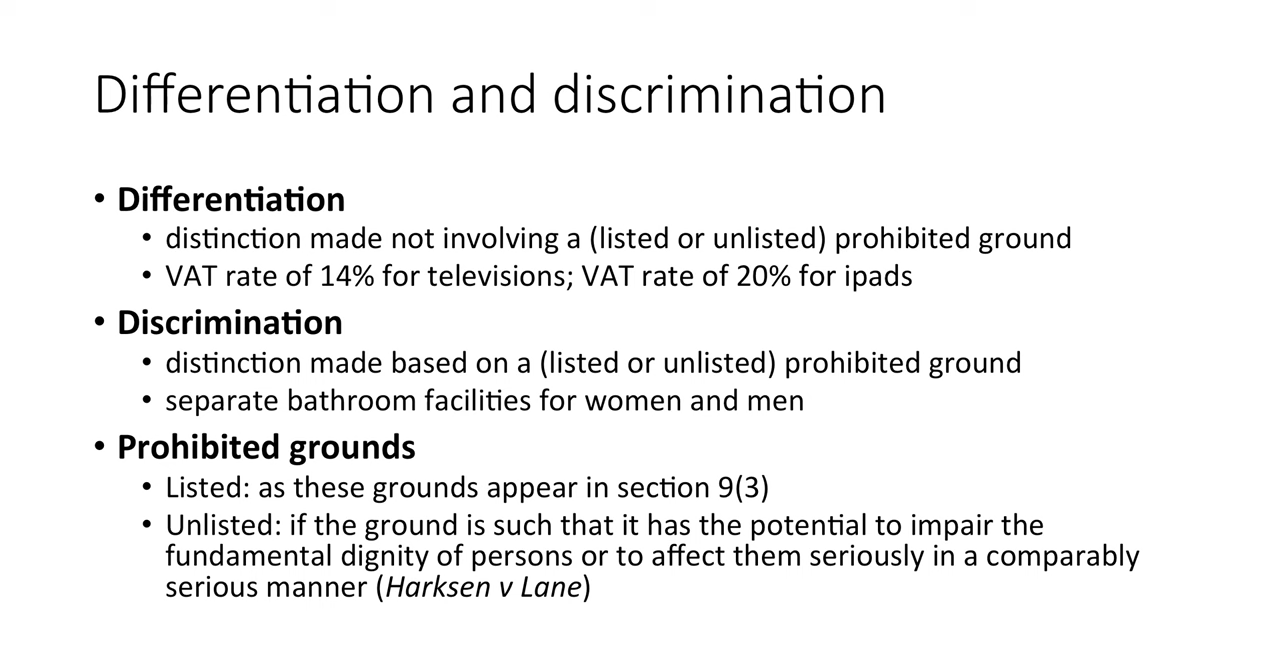 Differentiation and discrimination
• Differentiation
• distinction made not involving a (listed or unlisted) prohibited ground
• VAT rate of 14% for televisions; VAT rate of 20% for ipads
• Discrimination
• distinction made based on a (listed or unlisted) prohibited ground
• separate bathroom facilities for women and men
• Prohibited grounds
• Listed: as these grounds appear in section 9(3)
• Unlisted: if the ground is such that it has the potential to impair the
fundamental dignity of persons or to affect them seriously in a comparably
serious manner (Harksen v Lane)